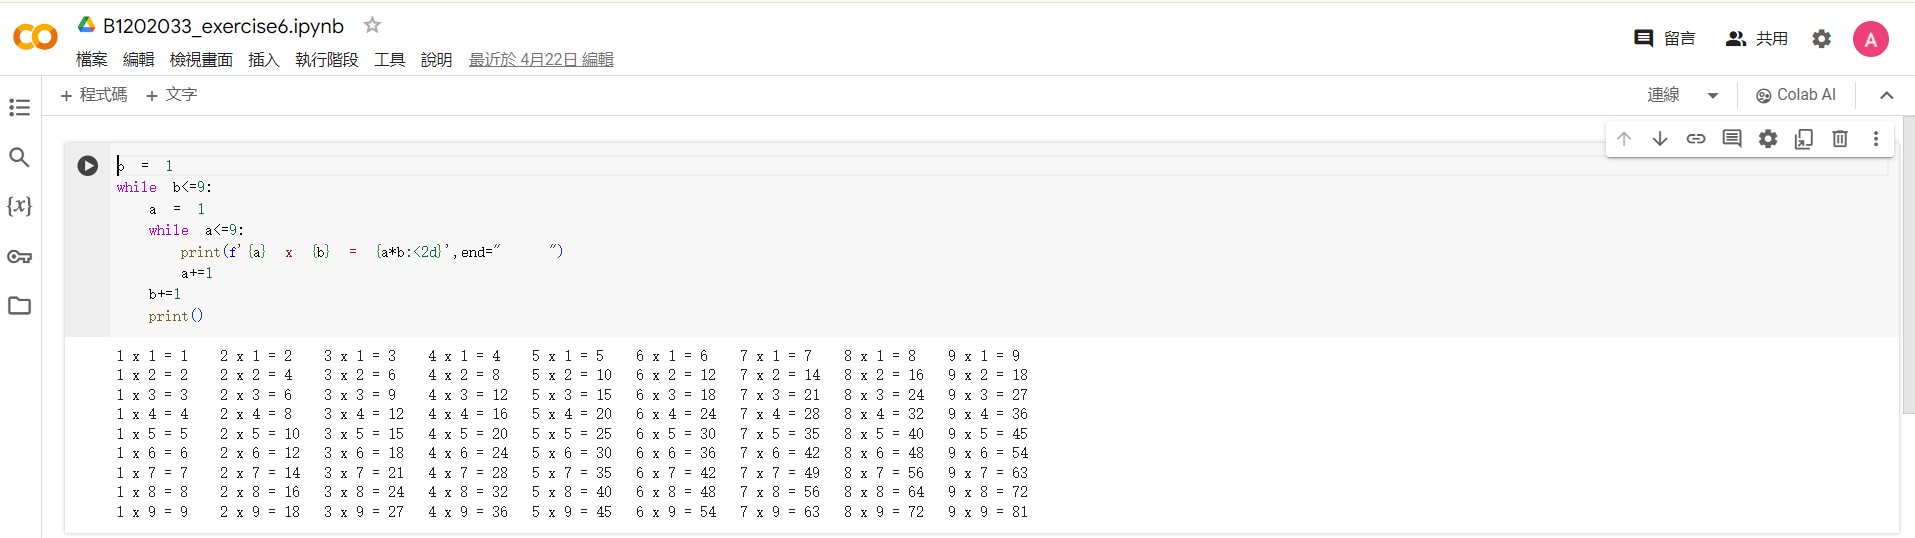 B1202033_exercise6.ipynb
檔案 編輯 檢視畫面 插入 執行階段 工具 說明 最近於 4月22日 編輯
留言 共用 A
+ 程式碼 + 文字
連線 Colab AI
b = 1
while b<=9:
    a = 1
    while a<=9:
        print(f'{a} x {b} = {a*b:<2d}',end="   ")
        a+=1
    b+=1
    print()
1 x 1 = 1    2 x 1 = 2    3 x 1 = 3    4 x 1 = 4    5 x 1 = 5    6 x 1 = 6    7 x 1 = 7    8 x 1 = 8    9 x 1 = 9
1 x 2 = 2    2 x 2 = 4    3 x 2 = 6    4 x 2 = 8    5 x 2 = 10   6 x 2 = 12   7 x 2 = 14   8 x 2 = 16   9 x 2 = 18
1 x 3 = 3    2 x 3 = 6    3 x 3 = 9    4 x 3 = 12   5 x 3 = 15   6 x 3 = 18   7 x 3 = 21   8 x 3 = 24   9 x 3 = 27
1 x 4 = 4    2 x 4 = 8    3 x 4 = 12   4 x 4 = 16   5 x 4 = 20   6 x 4 = 24   7 x 4 = 28   8 x 4 = 32   9 x 4 = 36
1 x 5 = 5    2 x 5 = 10   3 x 5 = 15   4 x 5 = 20   5 x 5 = 25   6 x 5 = 30   7 x 5 = 35   8 x 5 = 40   9 x 5 = 45
1 x 6 = 6    2 x 6 = 12   3 x 6 = 18   4 x 6 = 24   5 x 6 = 30   6 x 6 = 36   7 x 6 = 42   8 x 6 = 48   9 x 6 = 54
1 x 7 = 7    2 x 7 = 14   3 x 7 = 21   4 x 7 = 28   5 x 7 = 35   6 x 7 = 42   7 x 7 = 49   8 x 7 = 56   9 x 7 = 63
1 x 8 = 8    2 x 8 = 16   3 x 8 = 24   4 x 8 = 32   5 x 8 = 40   6 x 8 = 48   7 x 8 = 56   8 x 8 = 64   9 x 8 = 72
1 x 9 = 9    2 x 9 = 18   3 x 9 = 27   4 x 9 = 36   5 x 9 = 45   6 x 9 = 54   7 x 9 = 63   8 x 9 = 72   9 x 9 = 81